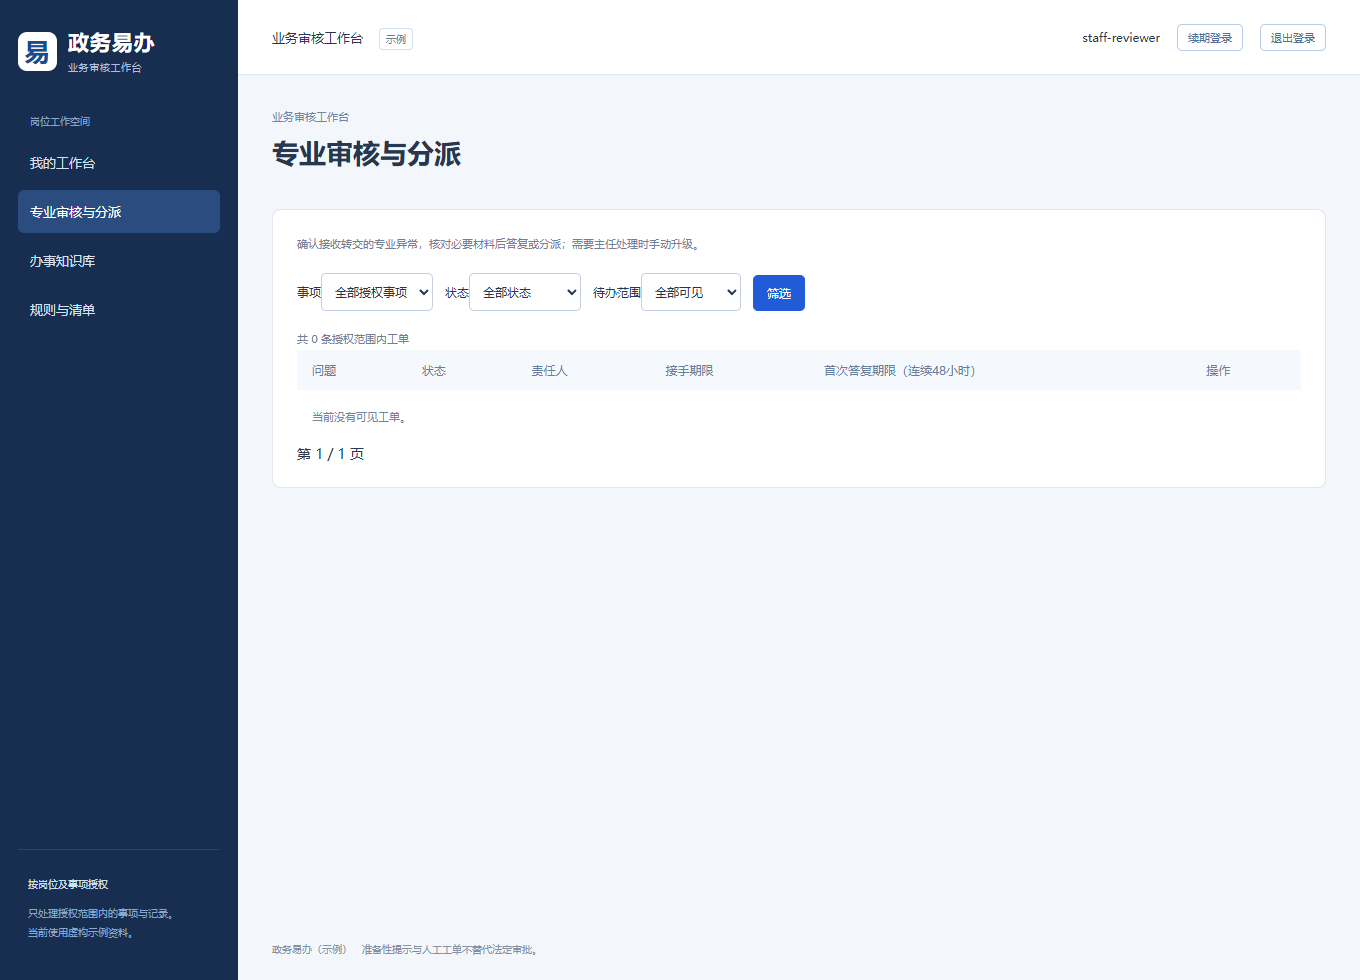 易
政务易办
业务审核工作台
岗位工作空间
我的工作台
专业审核与分派
办事知识库
规则与清单
按岗位及事项授权
只处理授权范围内的事项与记录。
当前使用虚构示例资料。
业务审核工作台 示例
staff-reviewer 续期登录 退出登录
业务审核工作台
专业审核与分派
确认接收转交的专业异常，核对必要材料后答复或分派；需要主任处理时手动升级。
事项 全部授权事项 状态 全部状态 待办范围 全部可见 筛选
共 0 条授权范围内工单
问题 状态 责任人 接手期限 首次答复期限（连续48小时） 操作
当前没有可见工单。
第 1 / 1 页
政务易办（示例） 准备性提示与人工工单不替代法定审批。